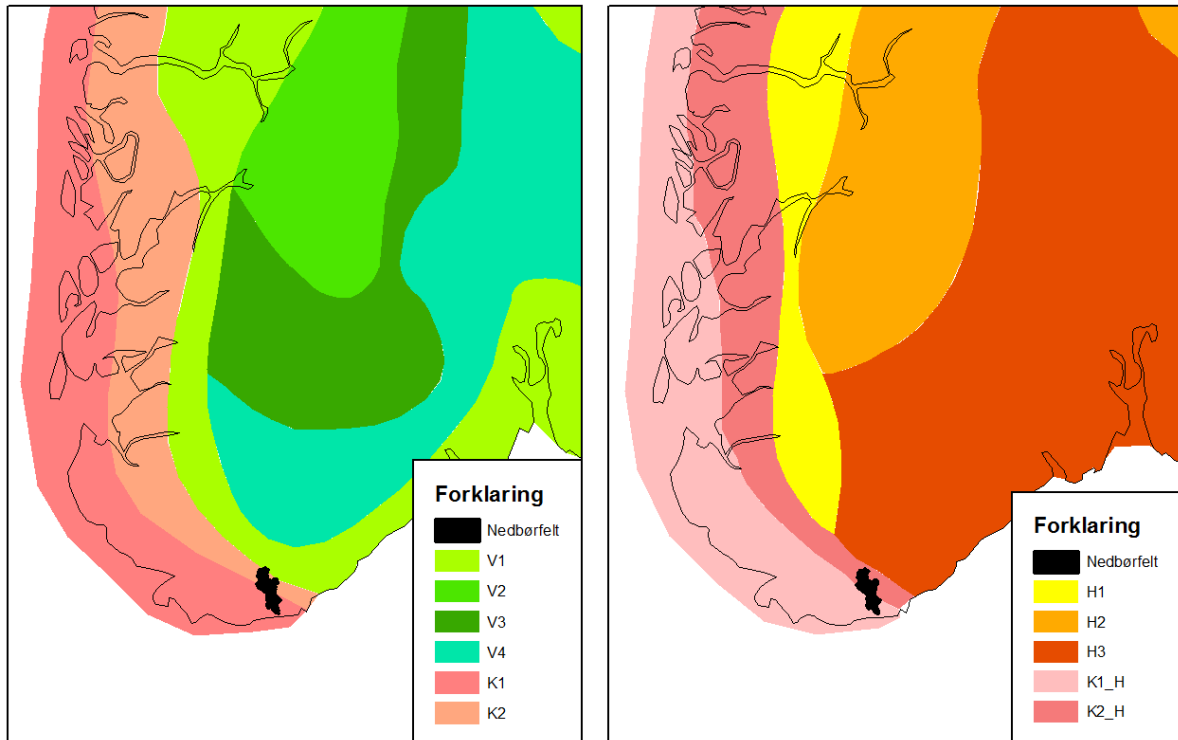 Forklaring
Nedbørfelt
V1
V2
V3
V4
K1
K2
Forklaring
Nedbørfelt
H1
H2
H3
K1_H
K2_H